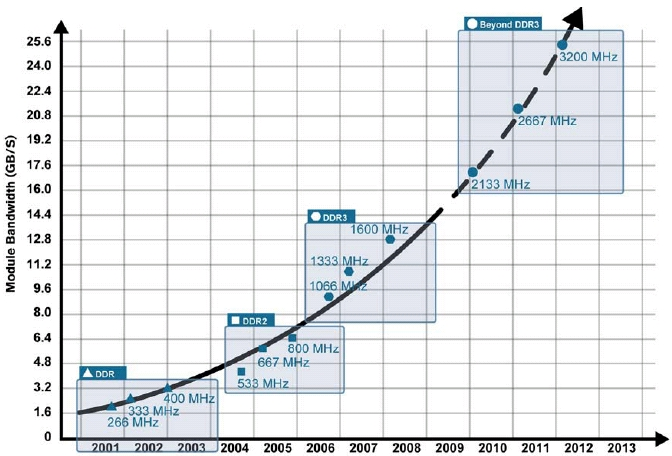 Beyond DDR3
25.6
24.0
22.4
20.8
19.2
17.6
16.0
14.4
12.8
11.2
9.6
8.0
6.4
4.8
3.2
1.6
0
Module Bandwidth (GB/S)
3200 MHz
2667 MHz
2133 MHz
DDR3
1600 MHz
1333 MHz
1066 MHz
DDR2
800 MHz
667 MHz
533 MHz
DDR
400 MHz
333 MHz
266 MHz
2001 2002 2003 2004 2005 2006 2007 2008 2009 2010 2011 2012 2013